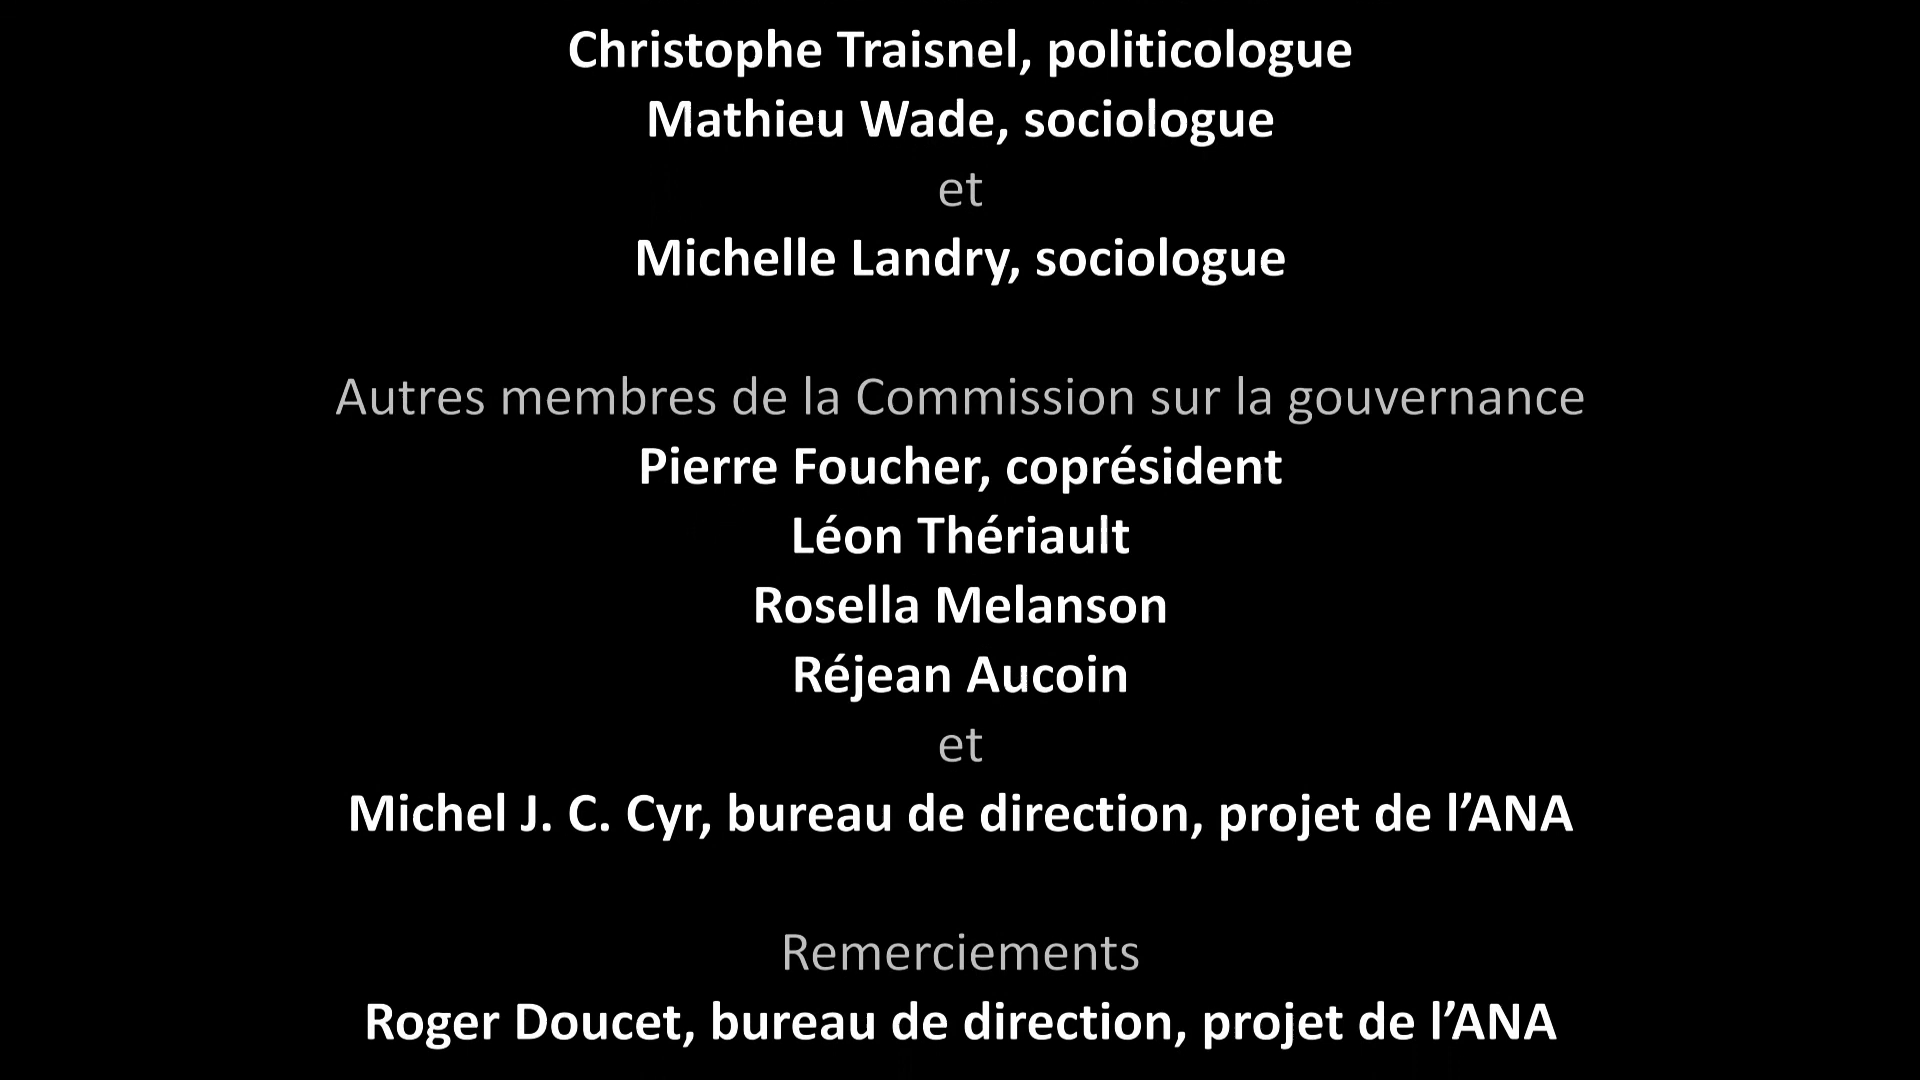 Christophe Traisnel, politicologue
Mathieu Wade, sociologue
et
Michelle Landry, sociologue
Autres membres de la Commission sur la gouvernance
Pierre Foucher, coprésident
Léon Thériault
Rosella Melanson
Réjean Aucoin
et
Michel J. C. Cyr, bureau de direction, projet de l’ANA
Remerciements
Roger Doucet, bureau de direction, projet de l’ANA